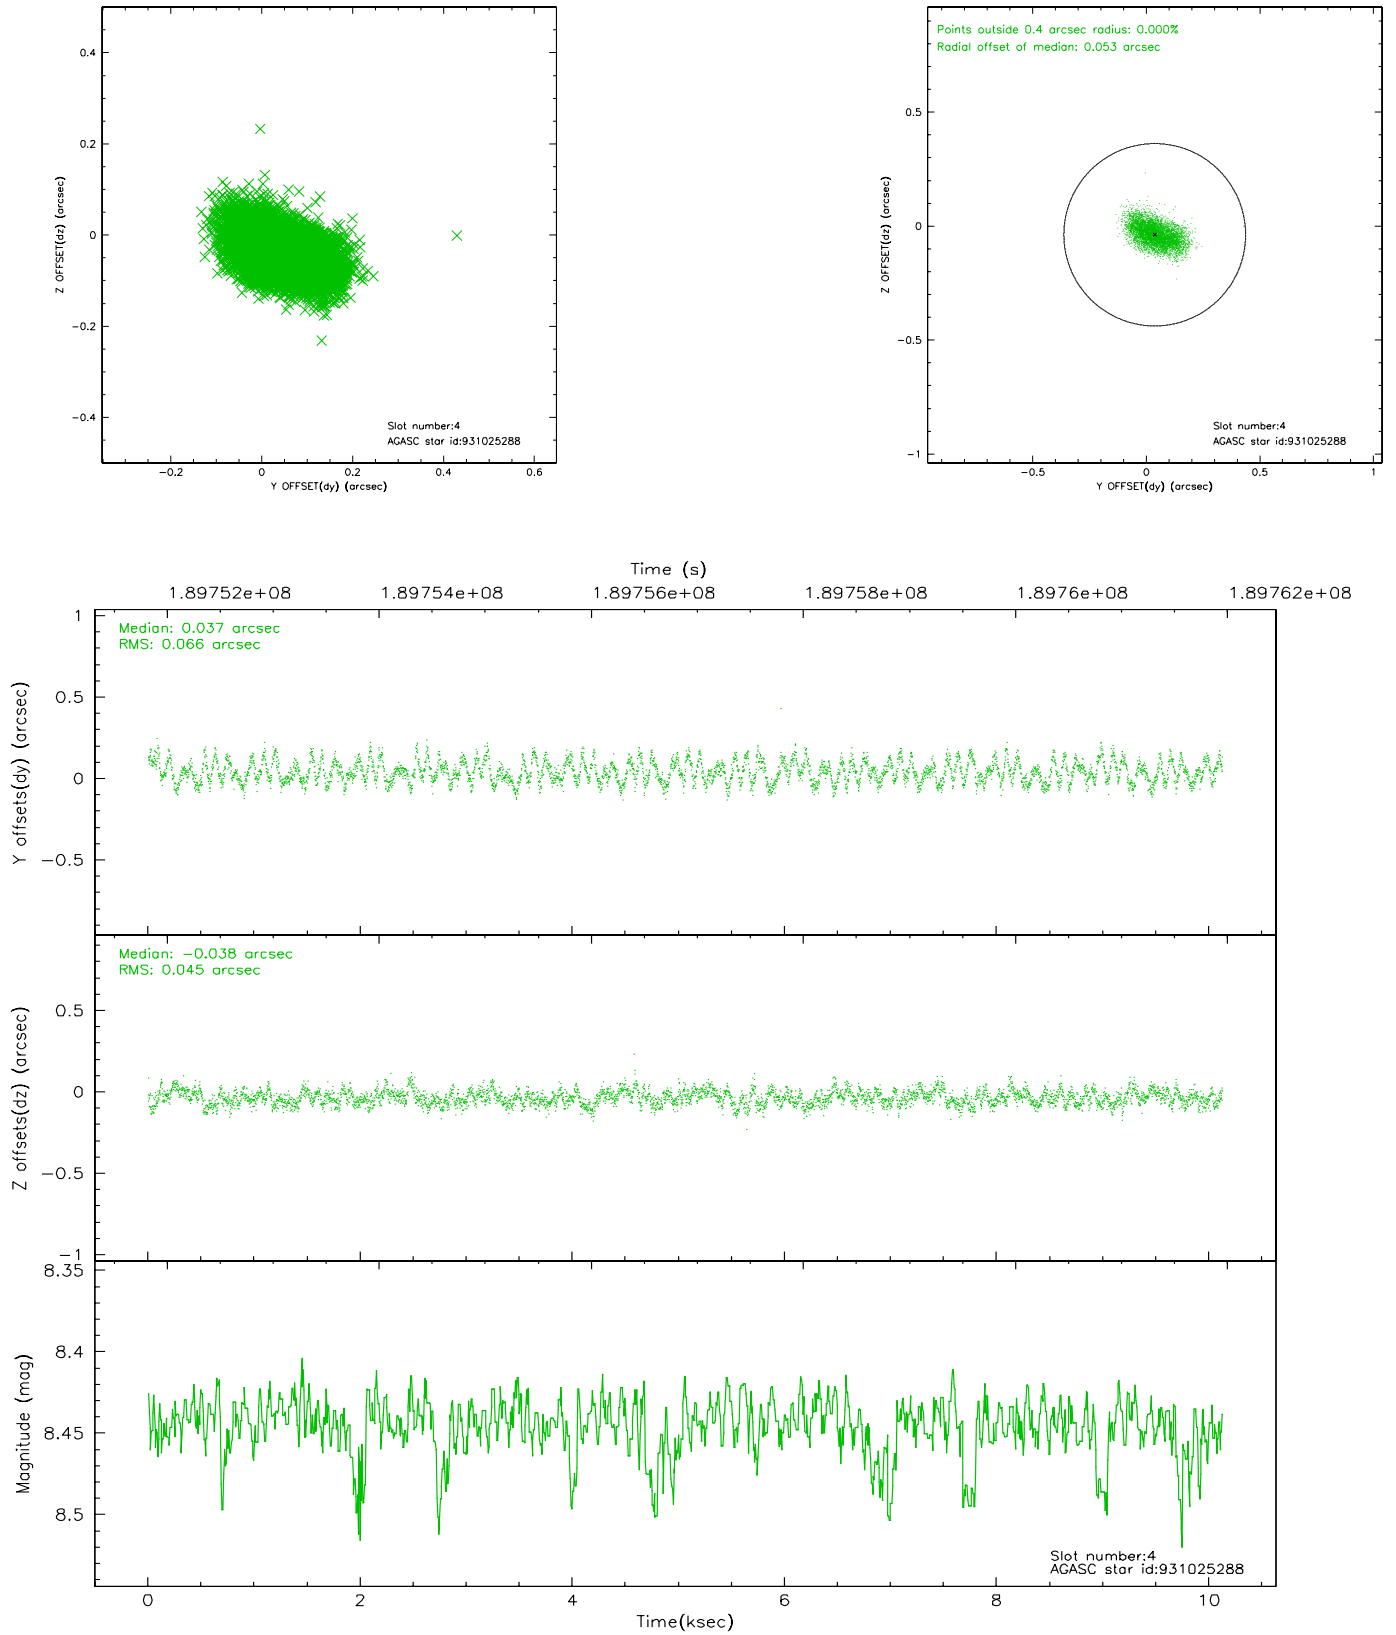 0.4
0.2
0
−0.2
−0.4
Z OFFSET(dz) (arcsec)
Slot number:4
AGASC star id:931025288
−0.2 0 0.2 0.4 0.6
Y OFFSET(dy) (arcsec)
Points outside 0.4 arcsec radius: 0.000%
Radial offset of median: 0.053 arcsec
0.5
0
−0.5
−1
Z OFFSET(dz) (arcsec)
Slot number:4
AGASC star id:931025288
−0.5 0 0.5 1
Y OFFSET(dy) (arcsec)
Time (s)
1.89752e+08 1.89754e+08 1.89756e+08 1.89758e+08 1.8976e+08 1.89762e+08
Median: 0.037 arcsec
RMS: 0.066 arcsec
1
0.5
0
−0.5
Y offsets(dy) (arcsec)
Median: −0.038 arcsec
RMS: 0.045 arcsec
0.5
0
−0.5
−1
Z offsets(dz) (arcsec)
8.35
8.4
8.45
8.5
Magnitude (mag)
Slot number:4
AGASC star id:931025288
0 2 4 6 8 10
Time(ksec)